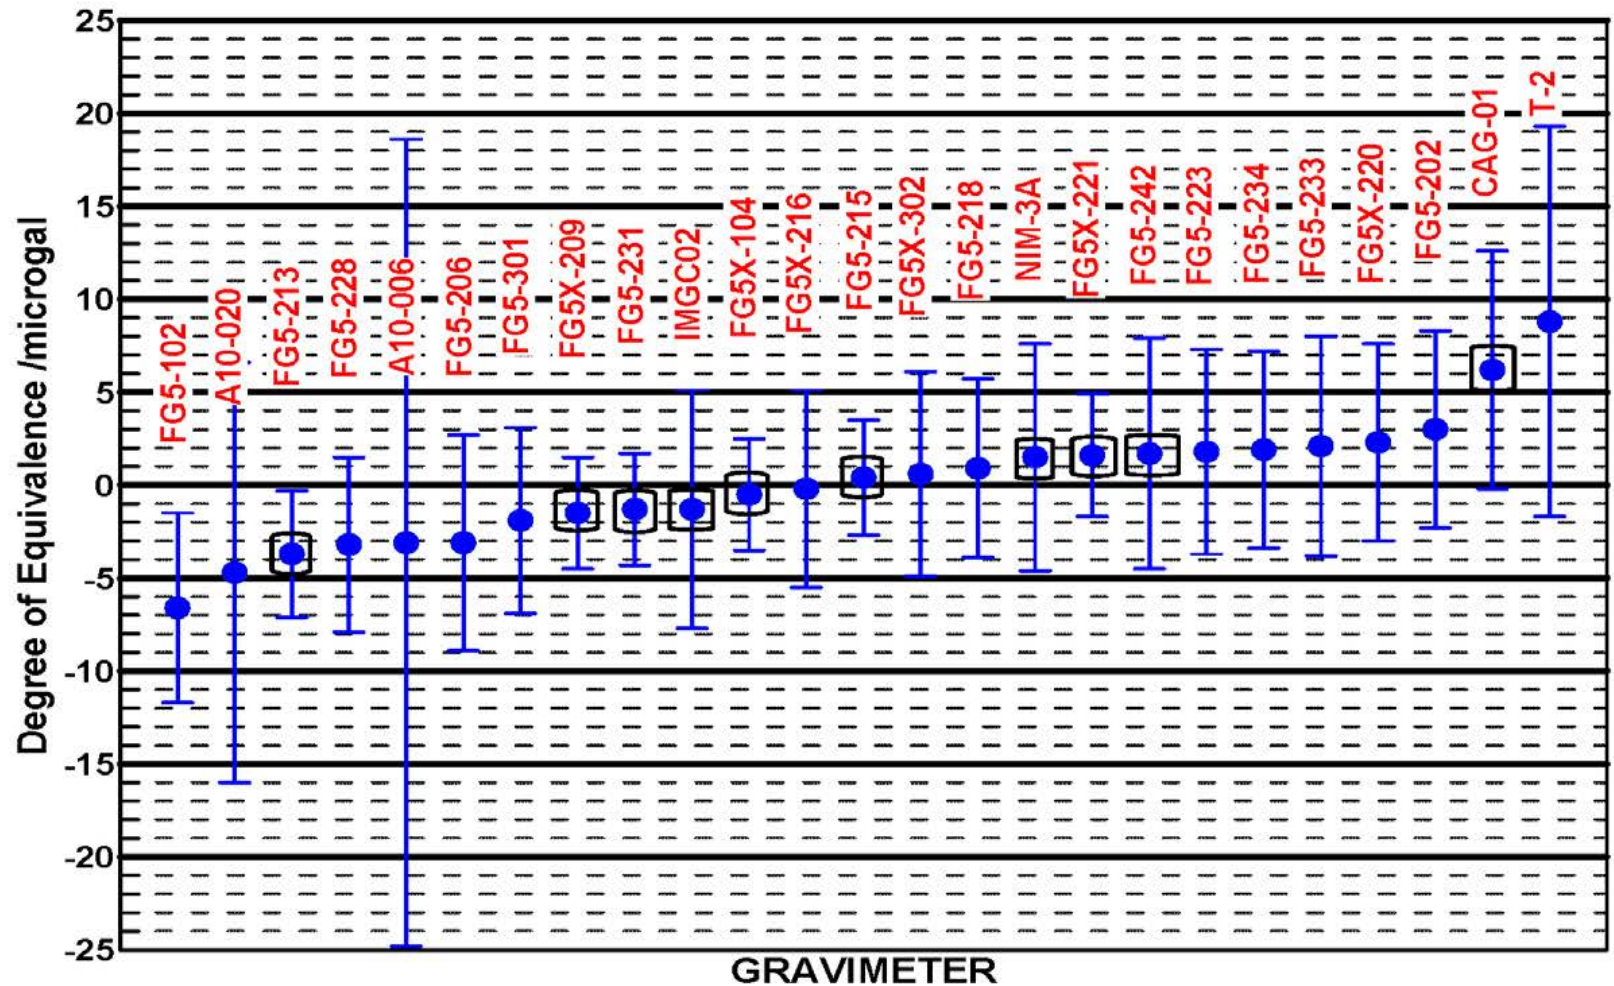 25
20
15
10
5
0
-5
-10
-15
-20
-25
Degree of Equivalence /microgal
FG5-102
A10-020
FG5-213
FG5-228
A10-006
FG5-206
FG5-301
FG5X-209
FG5-231
IMGC02
FG5X-104
FG5X-216
FG5-215
FG5X-302
FG5-218
NIM-3A
FG5X-221
FG5-242
FG5-223
FG5-234
FG5-233
FG5X-220
FG5-202
CAG-01
T-2
GRAVIMETER